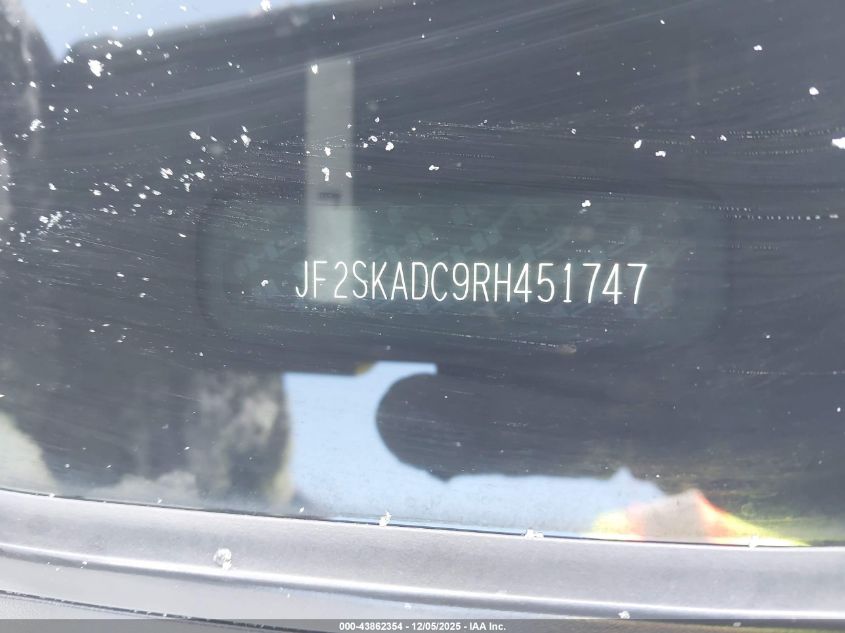 JF2SKADC9RH451747
000-43862354 - 12/05/2025 - IAA Inc.